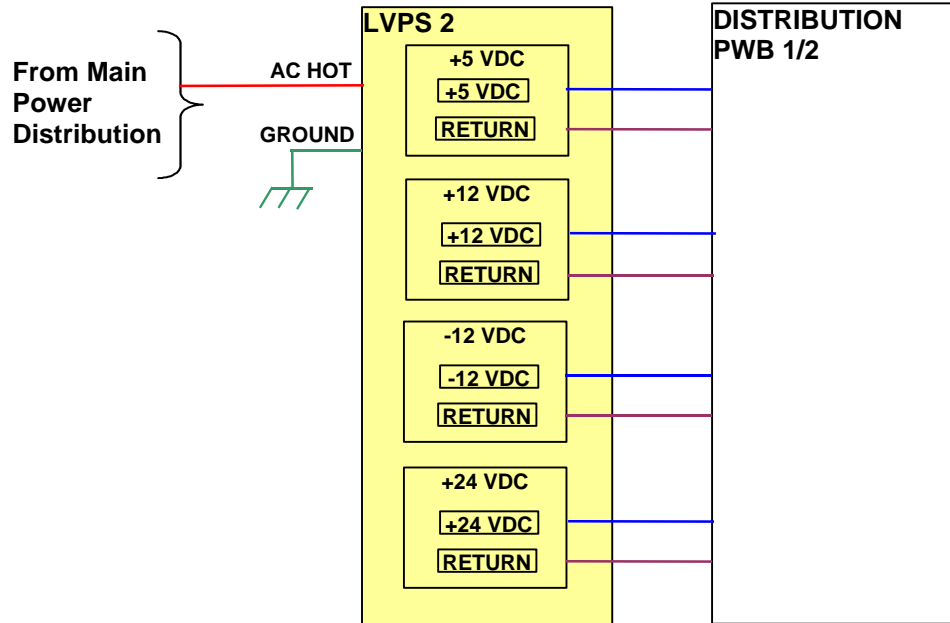 From Main
Power
Distribution
AC HOT
GROUND
LVPS 2
+5 VDC
+5 VDC
RETURN
+12 VDC
+12 VDC
RETURN
-12 VDC
-12 VDC
RETURN
+24 VDC
+24 VDC
RETURN
DISTRIBUTION
PWB 1/2